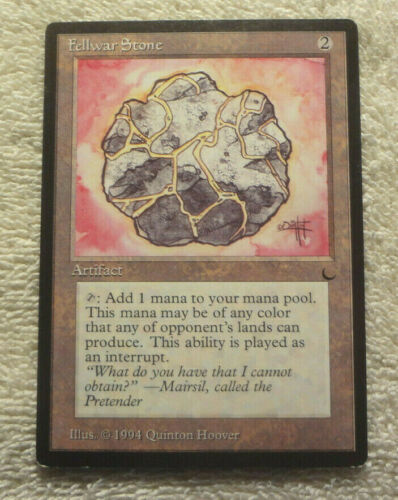 Fellwar Stone 2
Artifact
: Add 1 mana to your mana pool.
This mana may be of any color
that any of opponent's lands can
produce. This ability is played as
an interrupt.
"What do you have that I cannot
obtain?" —Mairsil, called the
Pretender
Illus. © 1994 Quinton Hoover